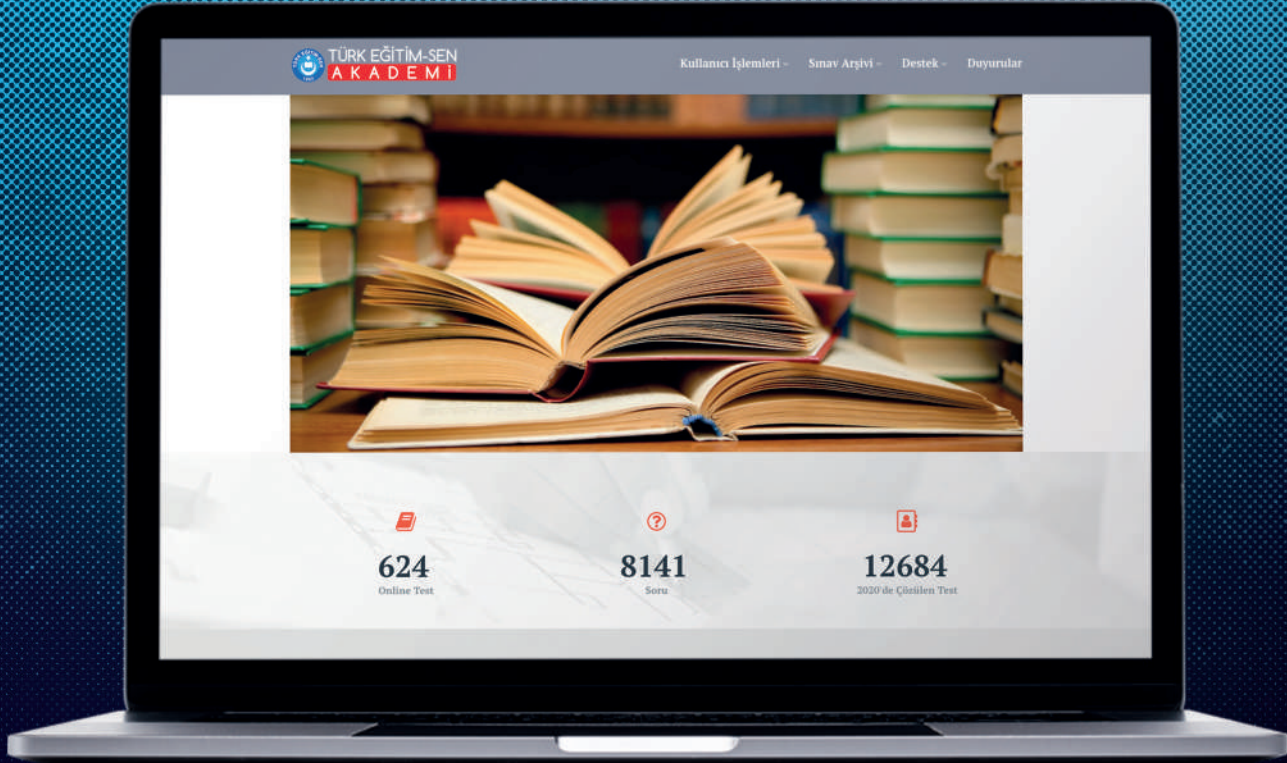 TÜRK EĞİTİM-SEN
AKADEMİ
Kullanıcı İşlemleri
Sınav Arşivi
Destek
Duyurular
624
Online Test
8141
Soru
12684
2020'de Çözülen Test